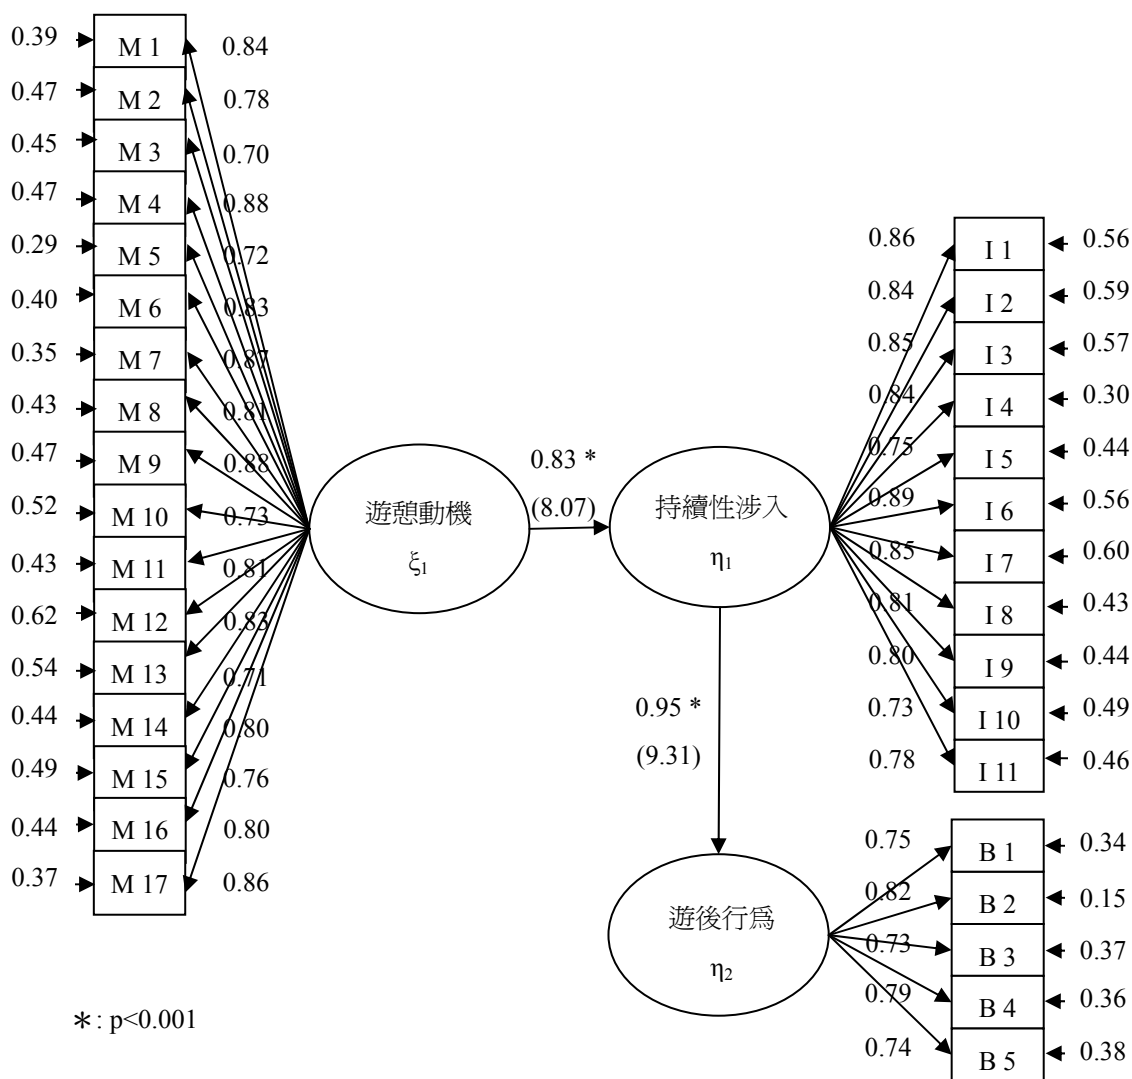 0.39 M 1 0.84
0.47 M 2 0.78
0.45 M 3 0.70
0.47 M 4 0.88
0.29 M 5 0.72
0.40 M 6 0.83
0.35 M 7 0.87
0.43 M 8 0.81
0.47 M 9 0.88
0.52 M 10 0.73
0.43 M 11 0.81
0.62 M 12 0.83
0.54 M 13 0.71
0.44 M 14 0.80
0.49 M 15 0.76
0.44 M 16 0.80
0.37 M 17 0.86
遊憩動機
ξ1
0.83 *
(8.07)
持續性涉入
η1
0.86 I 1 0.56
0.84 I 2 0.59
0.85 I 3 0.57
0.84 I 4 0.30
0.75 I 5 0.44
0.89 I 6 0.56
0.85 I 7 0.60
0.81 I 8 0.43
0.80 I 9 0.44
0.73 I 10 0.49
0.78 I 11 0.46
0.95 *
(9.31)
遊後行為
η2
0.75 B 1 0.34
0.82 B 2 0.15
0.73 B 3 0.37
0.79 B 4 0.36
0.74 B 5 0.38
*: p<0.001